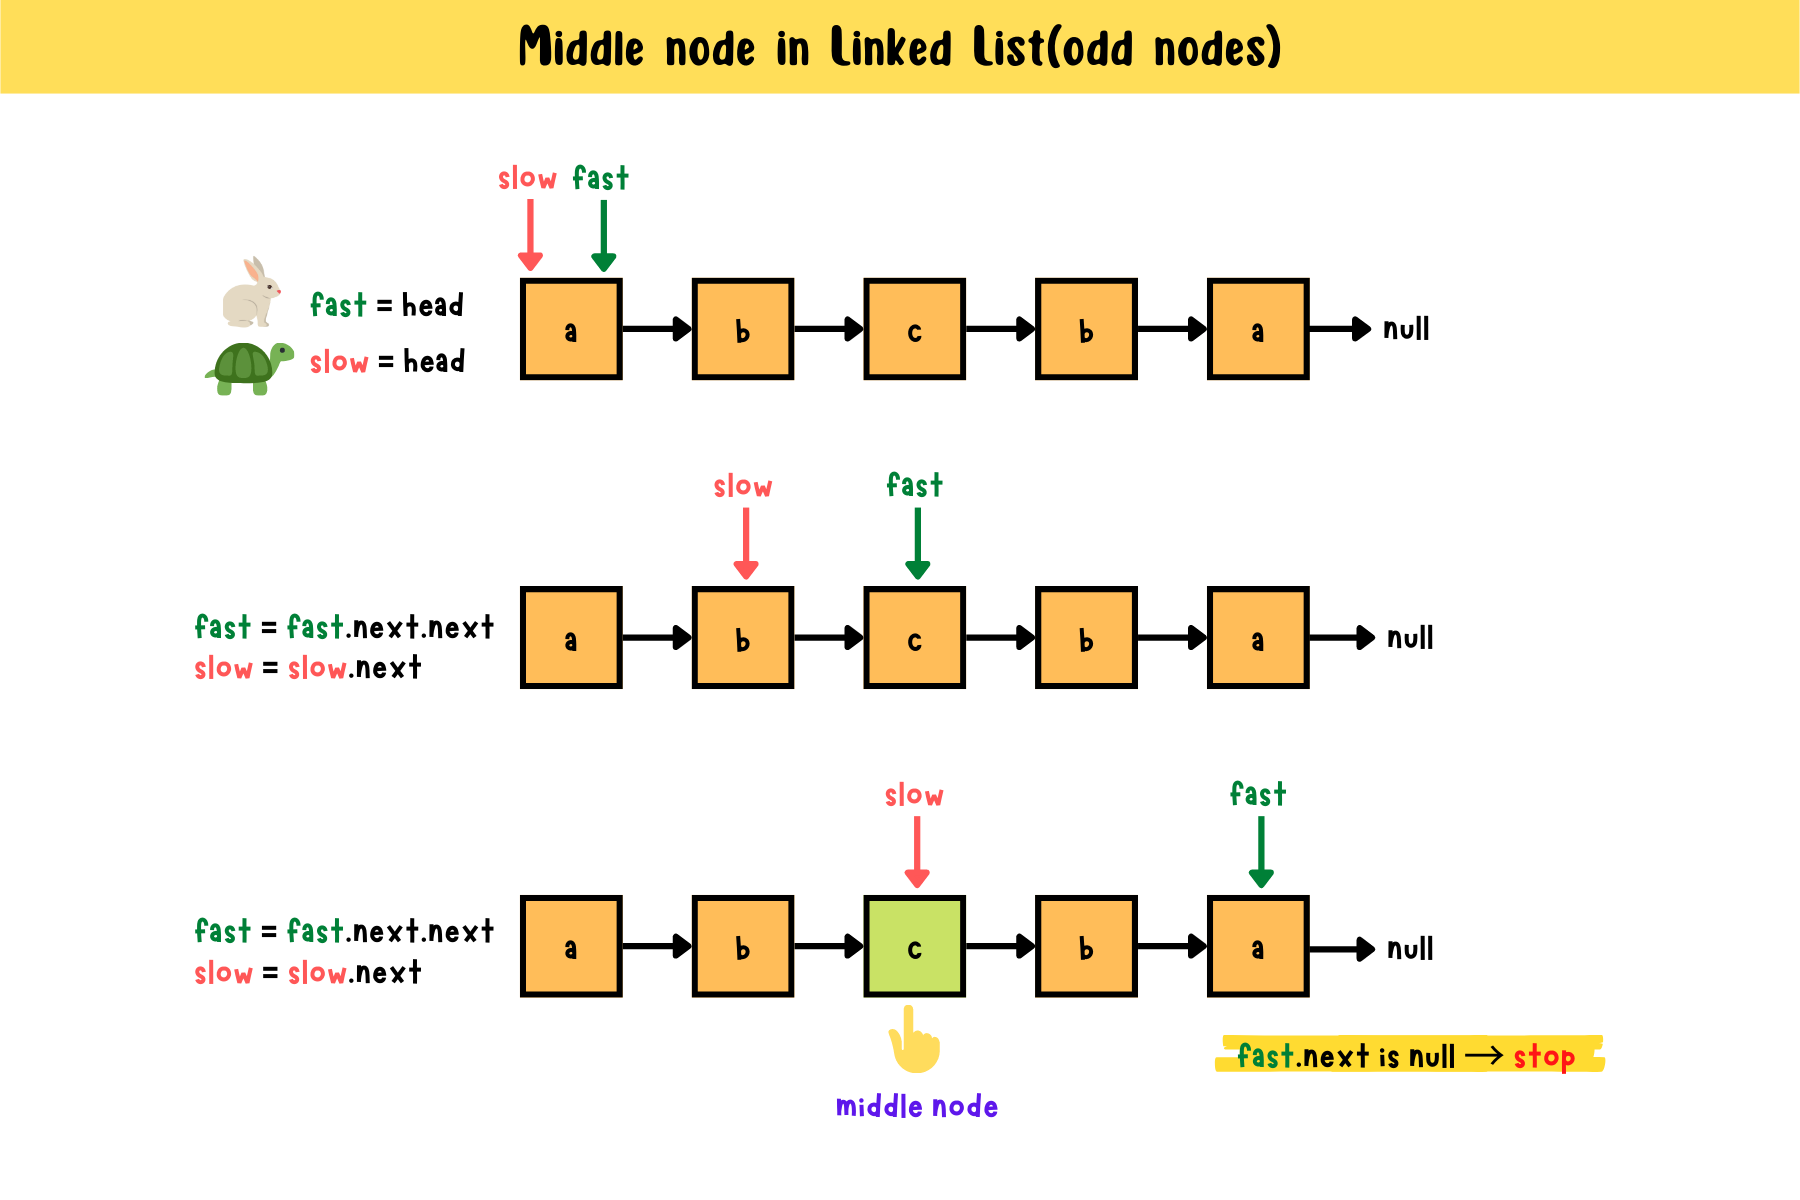 Middle node in Linked List(odd nodes)
slow fast
fast = head
slow = head
a b c b a null
slow fast
fast = fast.next.next
slow = slow.next
a b c b a null
slow fast
fast = fast.next.next
slow = slow.next
a b c b a null
fast.next is null → stop
middle node